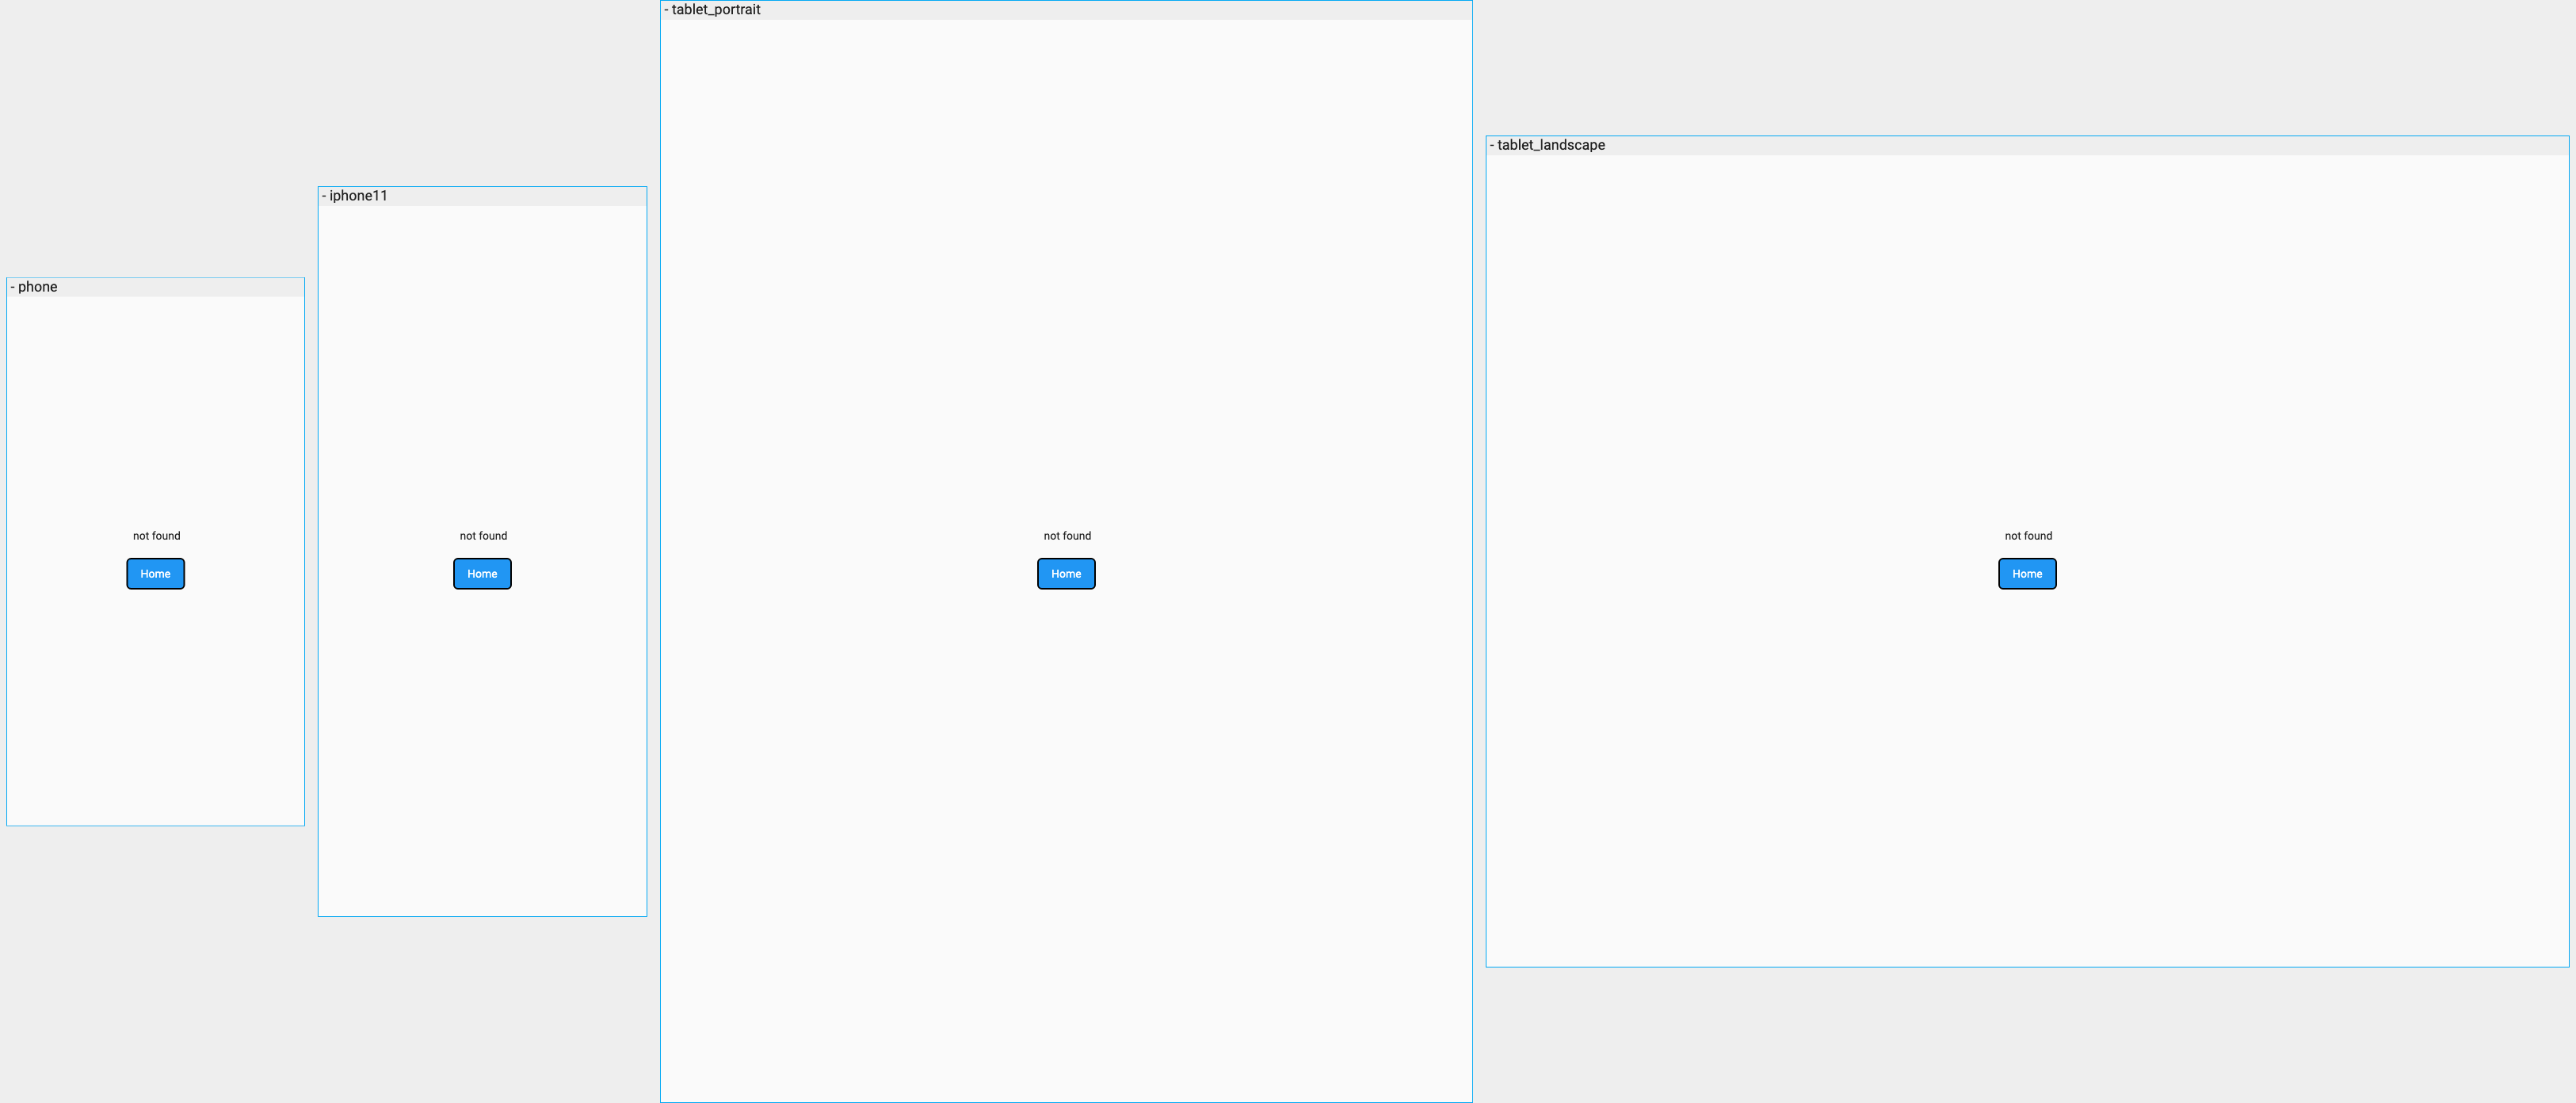 - phone
not found
Home
- iphone11
not found
Home
- tablet_portrait
not found
Home
- tablet_landscape
not found
Home